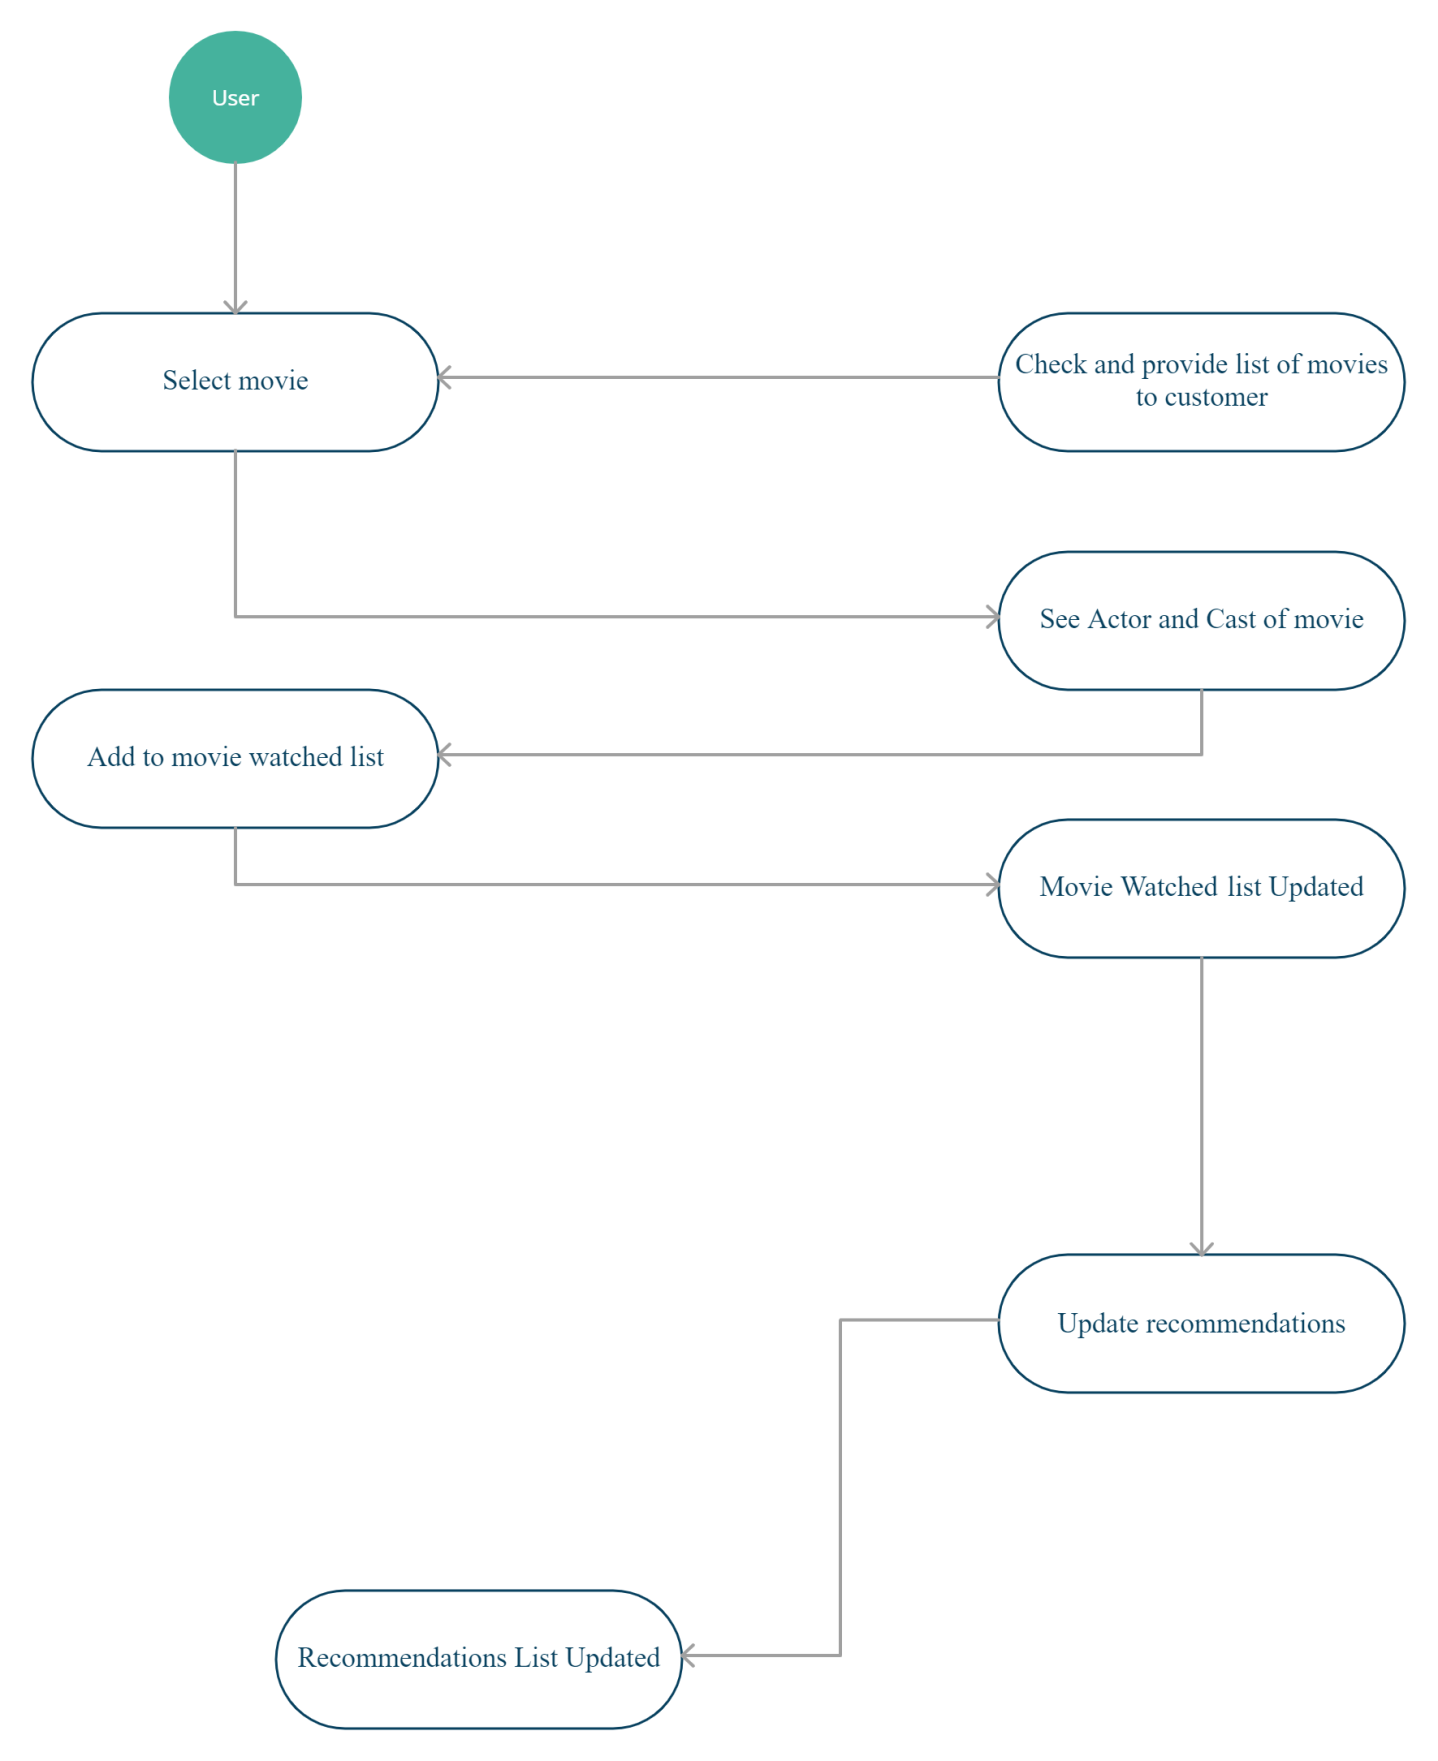 User
Select movie
Check and provide list of movies
to customer
See Actor and Cast of movie
Add to movie watched list
Movie Watched list Updated
Update recommendations
Recommendations List Updated